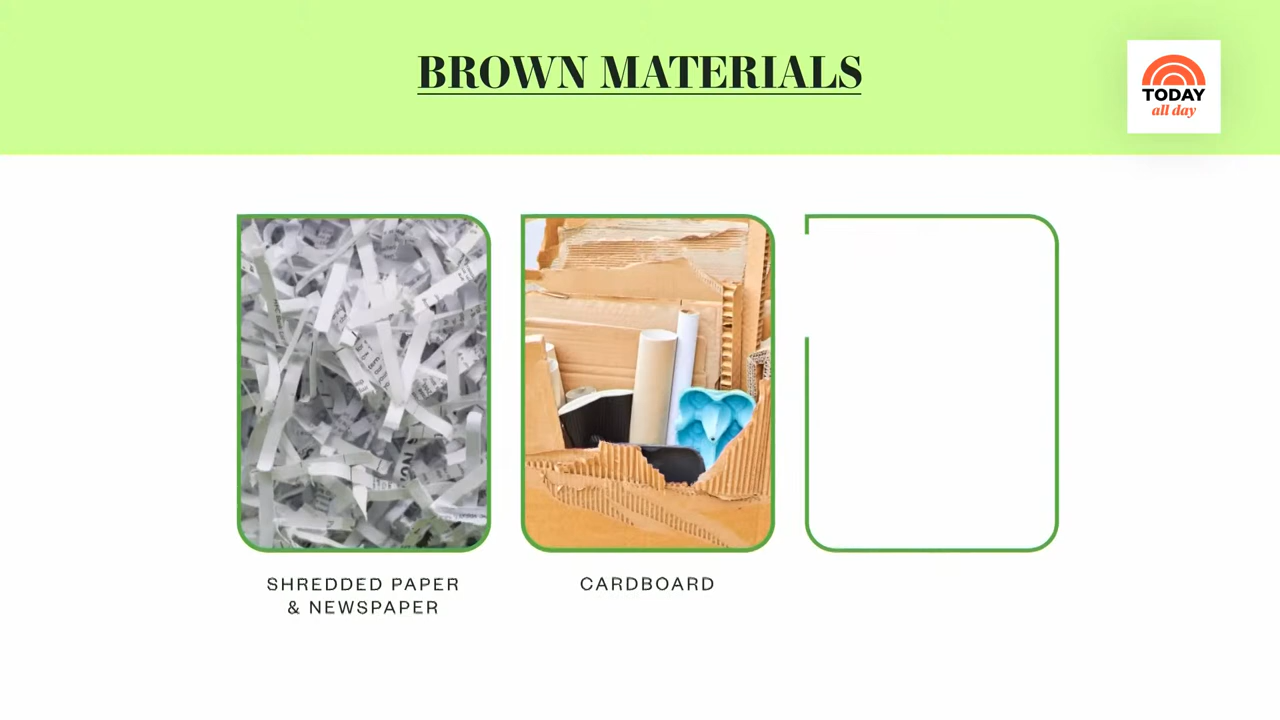 BROWN MATERIALS
TODAY
all day
SHREDDED PAPER
& NEWSPAPER
CARDBOARD